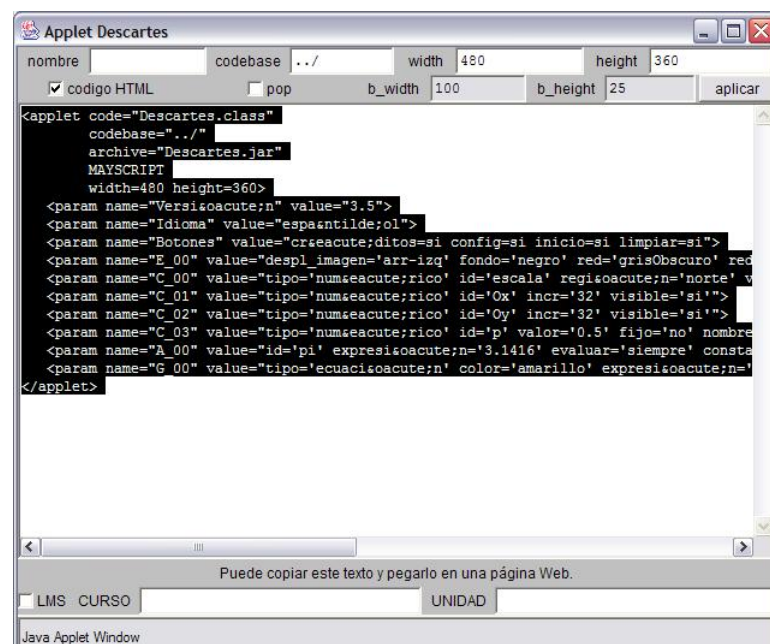 Applet Descartes
nombre codebase ../ width 480 height 360
codigo HTML pop b_width 100 b_height 25 aplicar
<applet code="Descartes.class"
codebase="../"
archive="Descartes.jar"
MAYSCRIPT
width=480 height=360>
<param name="Versi&oacute;n" value="3.5">
<param name="Idioma" value="espa&ntilde;ol">
<param name="Botones" value="cr&eacute;ditos=si config=si inicio=si limpiar=si">
<param name="E_00" value="despl_imagen='arr-izq' fondo='negro' red='grisObscuro' red
<param name="C_00" value="tipo='num&eacute;rico' id='escala' regi&oacute;n='norte' v
<param name="C_01" value="tipo='num&eacute;rico' id='Ox' incr='32' visible='si'">
<param name="C_02" value="tipo='num&eacute;rico' id='Oy' incr='32' visible='si'">
<param name="C_03" value="tipo='num&eacute;rico' id='p' valor='0.5' fijo='no' nombre
<param name="A_00" value="id='pi' expresi&oacute;n='3.1416' evaluar='siempre' consta
<param name="G_00" value="tipo='ecuaci&oacute;n' color='amarillo' expresi&oacute;n='
</applet>
Puede copiar este texto y pegarlo en una página Web.
LMS CURSO UNIDAD
Java Applet Window